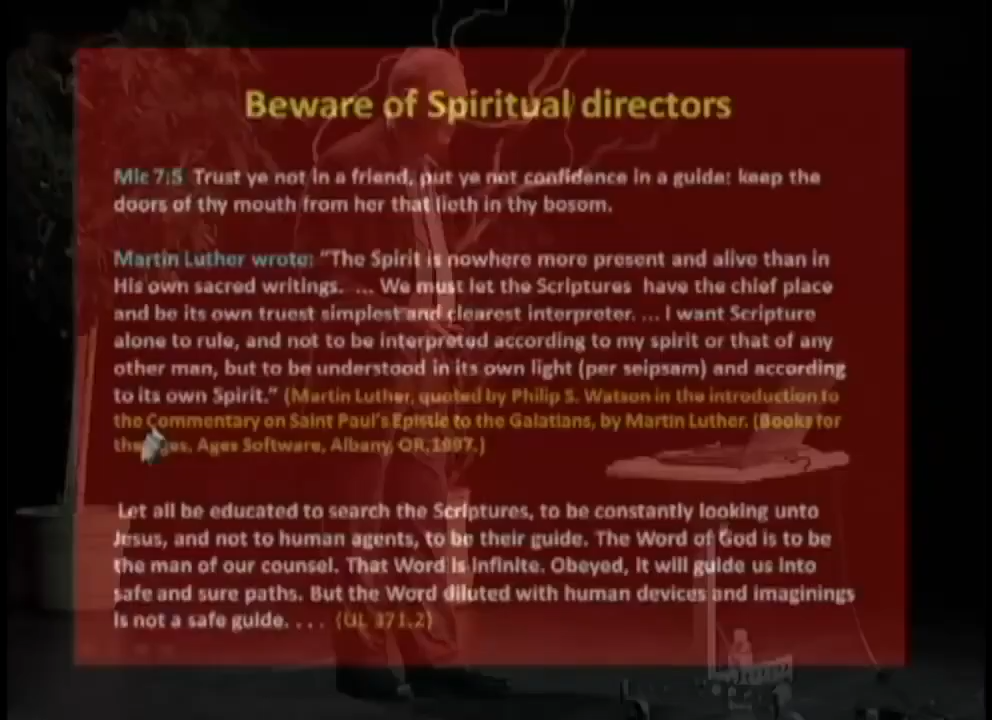 Beware of Spiritual directors
Mic 7:5 Trust ye not in a friend, put ye not confidence in a guide: keep the
doors of thy mouth from her that lieth in thy bosom.
Martin Luther wrote: "The Spirit is nowhere more present and alive than in
His own sacred writings. ... We must let the Scriptures have the chief place
and be its own truest simplest and clearest interpreter. ... I want Scripture
alone to rule, and not to be interpreted according to my spirit or that of any
other man, but to be understood in its own light (per seipsam) and according
to its own Spirit." (Martin Luther, quoted by Philip S. Watson in the introduction to
the Commentary on Saint Paul's Epistle to the Galatians, by Martin Luther. (Books for
the Ages, Ages Software, Albany, OR,1997.)
Let all be educated to search the Scriptures, to be constantly looking unto
Jesus, and not to human agents, to be their guide. The Word of God is to be
the man of our counsel. That Word is infinite. Obeyed, it will guide us into
safe and sure paths. But the Word diluted with human devices and imaginings
is not a safe guide. . . . (UL 371.2)